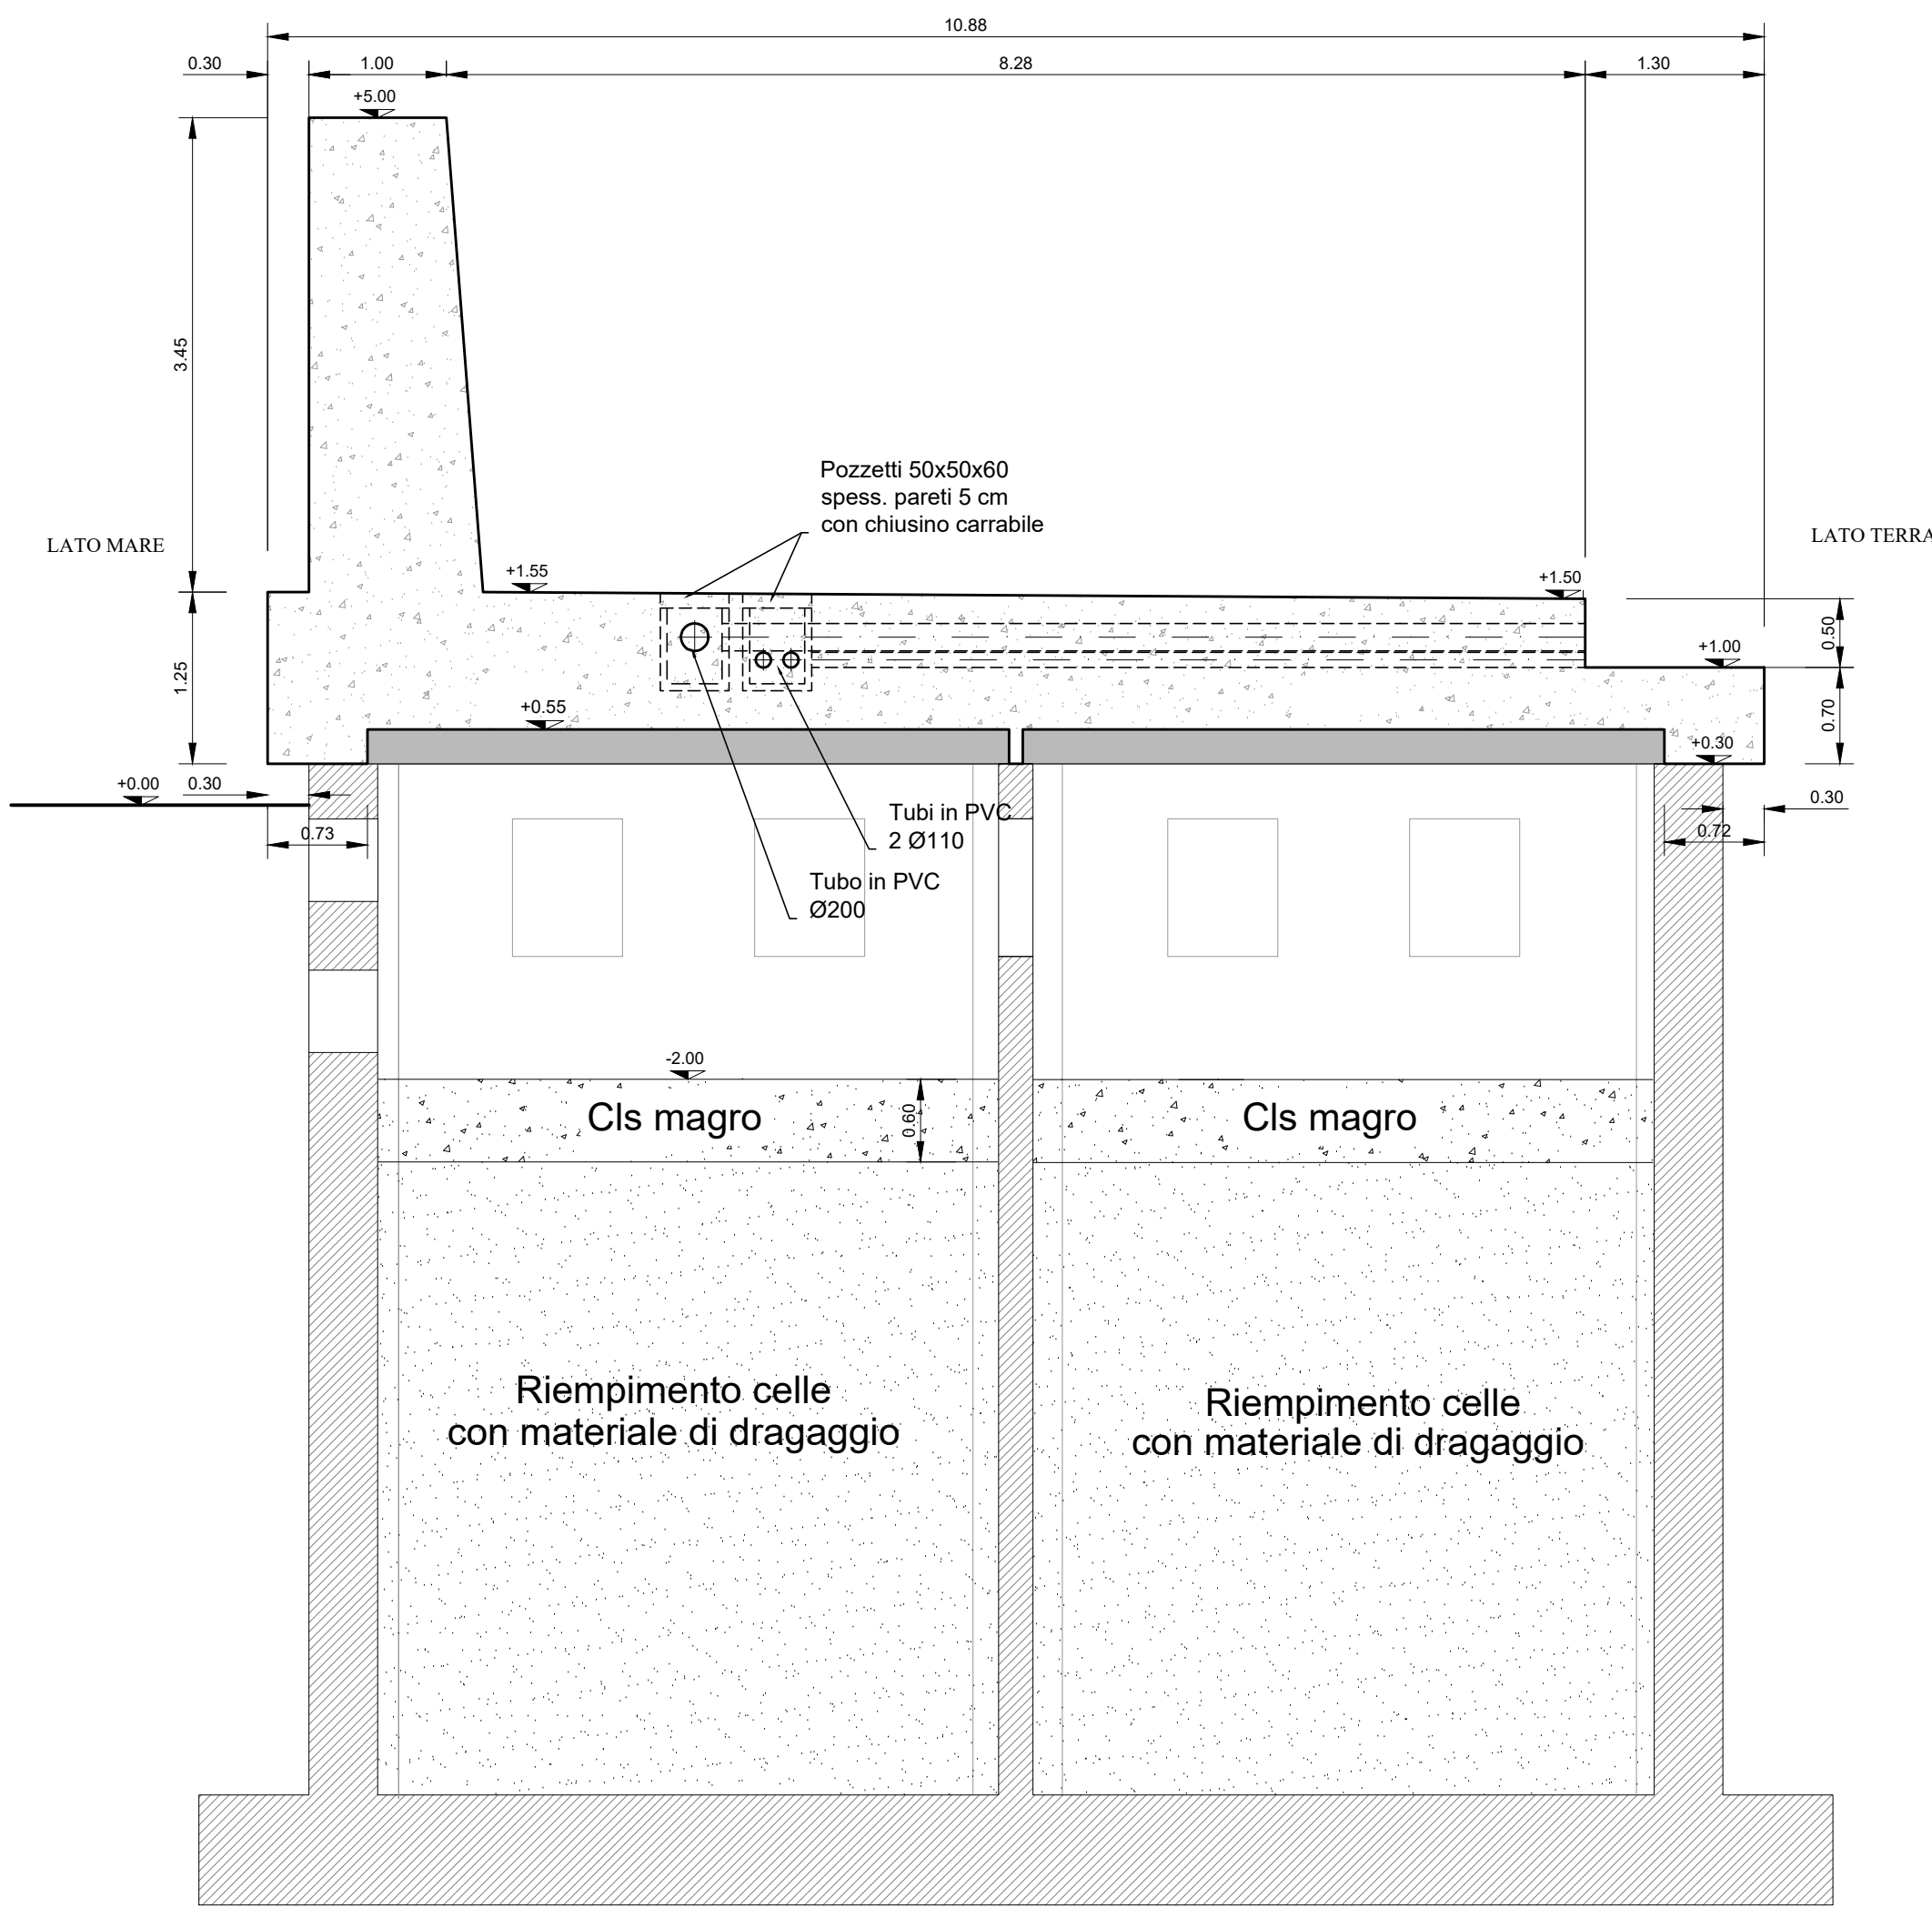 10.88
0.30
1.00
8.28
1.30
+5.00
3.45
Pozzetti 50x50x60
spess. pareti 5 cm
con chiusino carrabile
LATO MARE
LATO TERRA
+1.55
+1.50
0.50
+1.00
1.25
0.70
+0.55
+0.30
+0.00
0.30
0.30
0.73
0.72
Tubi in PVC
2 Ø110
Tubo in PVC
Ø200
-2.00
Cls magro
0.60
Cls magro
Riempimento celle
con materiale di dragaggio
Riempimento celle
con materiale di dragaggio